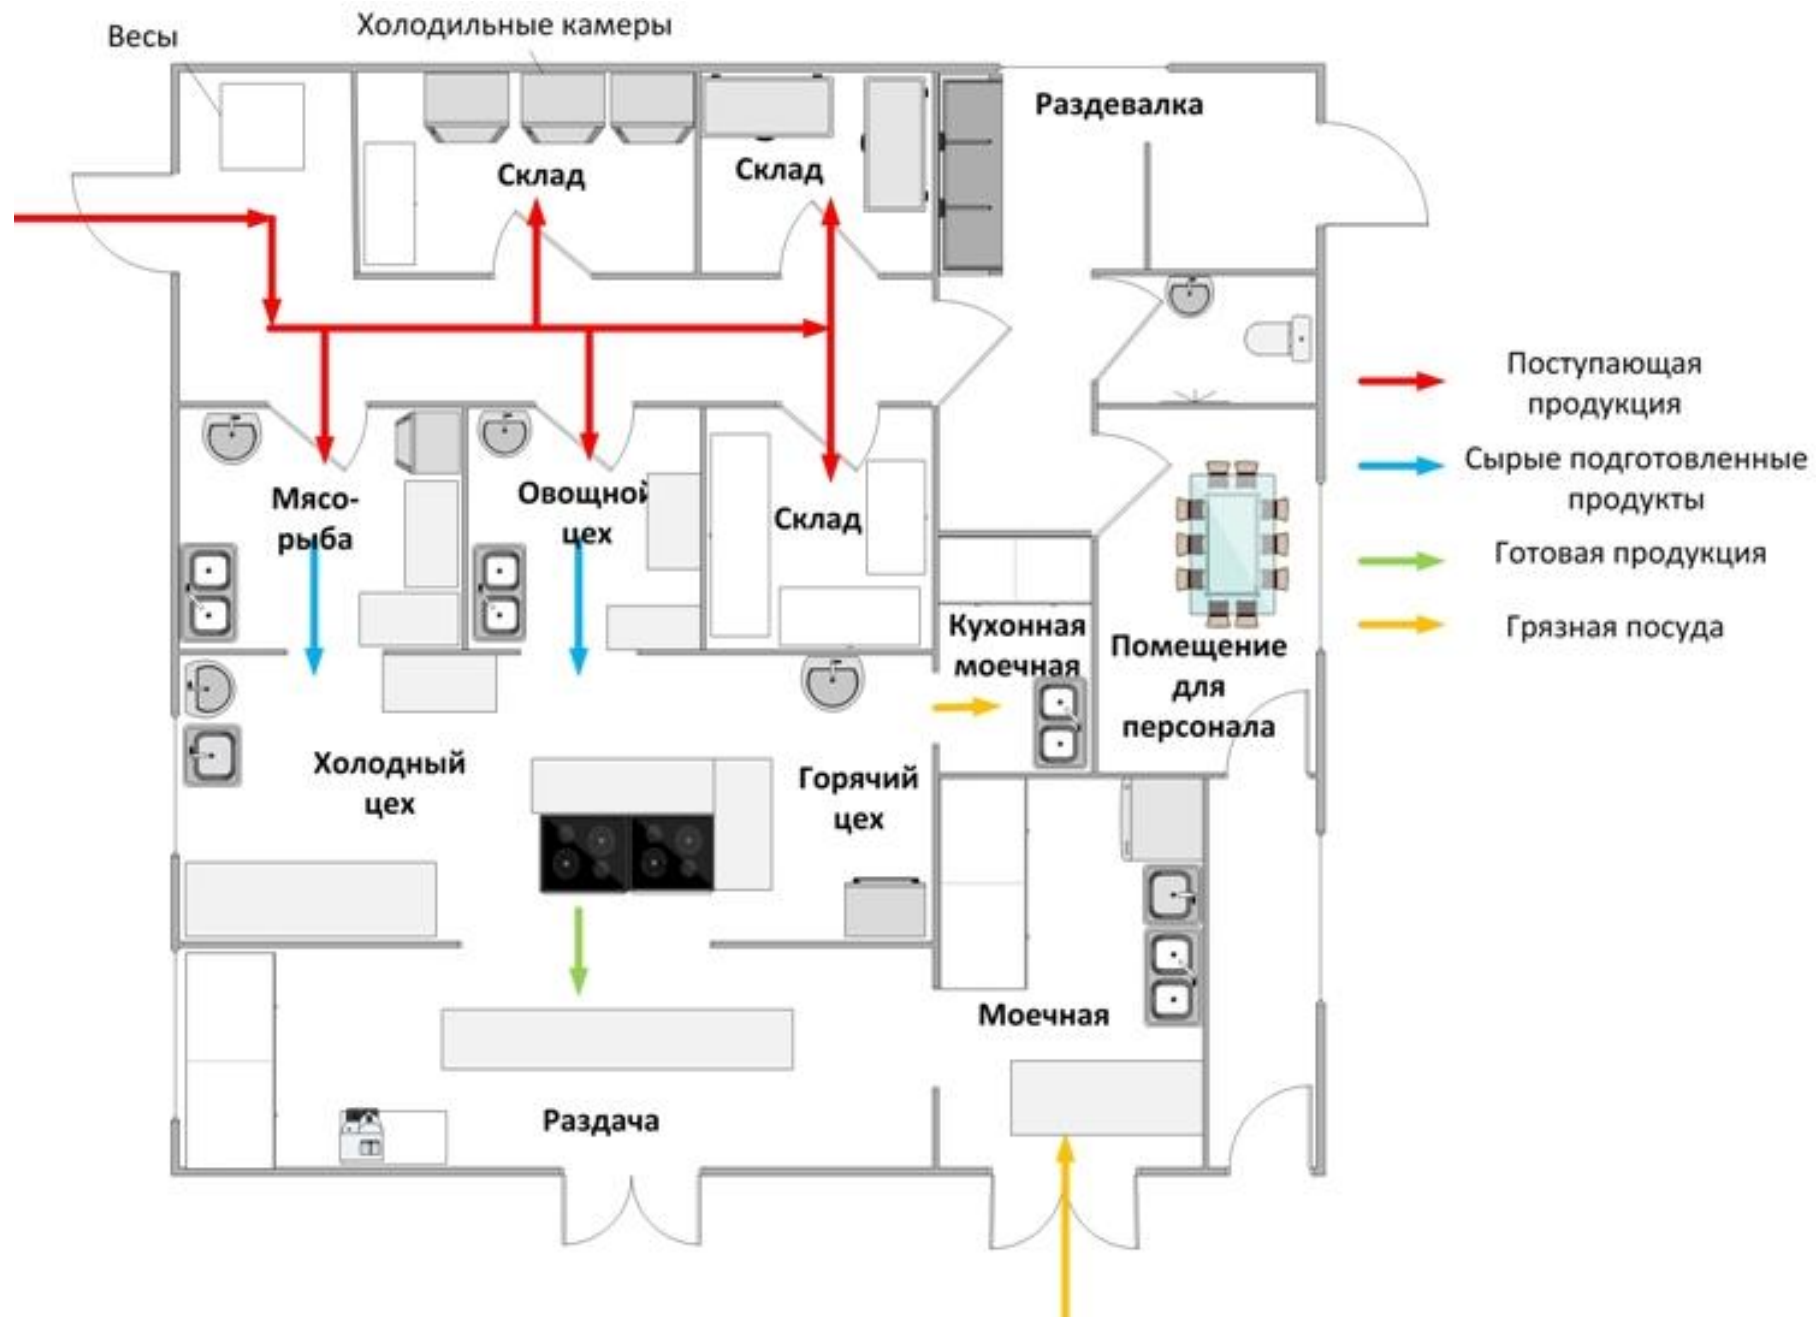 Весы
Холодильные камеры
Раздевалка
Склад
Склад
Поступающая
продукция
Сырые подготовленные
продукты
Готовая продукция
Грязная посуда
Мясо-
рыба
Овощной
цех
Склад
Кухонная
моечная
Помещение
для
персонала
Холодный
цех
Горячий
цех
Моечная
Раздача